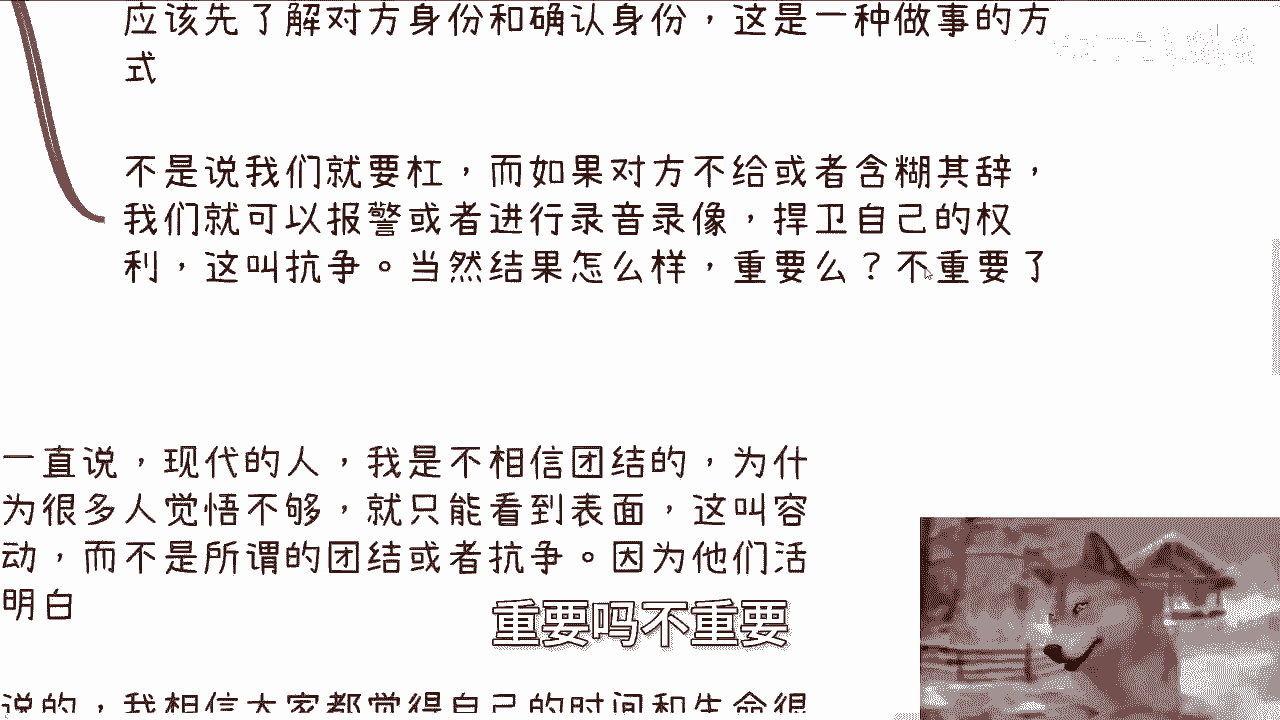 应该先了解对方身份和确认身份，这是一种做事的方
式
不是说我们就要杠，而如果对方不给或者含糊其辞，
我们就可以报警或者进行录音录像，捍卫自己的权
利，这叫抗争。当然结果怎么样，重要么？不重要了
一直说，现代的人，我是不相信团结的，为什
为很多人觉悟不够，就只能看到表面，这叫容
动，而不是所谓的团结或者抗争。因为他们活
明白
重要吗不重要
说的，我相信大家都觉得自己的时间和生命很